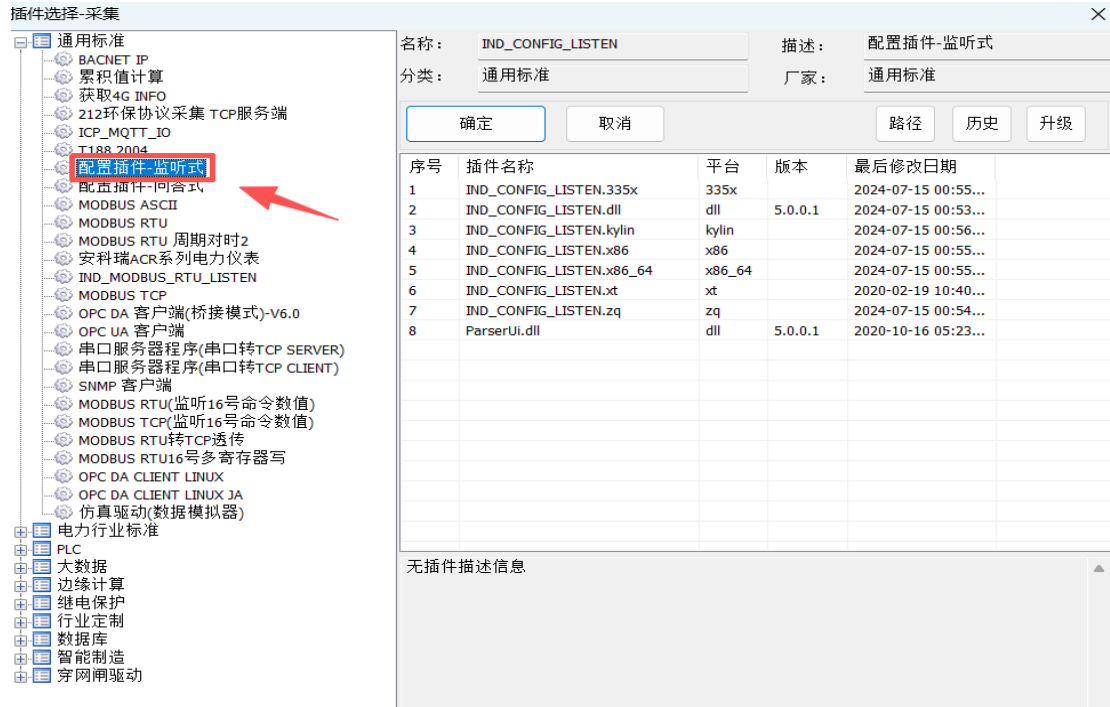 插件选择-采集
通用标准
BACNET IP
累积值计算
获取4G INFO
212环保协议采集 TCP服务端
ICP_MQTT_IO
T188 2004
配置插件-监听式
配置插件-问答式
MODBUS ASCII
MODBUS RTU
MODBUS RTU 周期对时2
安科瑞ACR系列电力仪表
IND_MODBUS_RTU_LISTEN
MODBUS TCP
OPC DA 客户端(桥接模式)-V6.0
OPC UA 客户端
串口服务器程序(串口转TCP SERVER)
串口服务器程序(串口转TCP CLIENT)
SNMP 客户端
MODBUS RTU(监听16号命令数值)
MODBUS TCP(监听16号命令数值)
MODBUS RTU转TCP透传
MODBUS RTU16号多寄存器写
OPC DA CLIENT LINUX
OPC DA CLIENT LINUX JA
仿真驱动(数据模拟器)
电力行业标准
PLC
大数据
边缘计算
继电保护
行业定制
数据库
智能制造
穿网闸驱动
名称： IND_CONFIG_LISTEN 描述： 配置插件-监听式
分类： 通用标准 厂家： 通用标准
确定 取消 路径 历史 升级
序号 插件名称 平台 版本 最后修改日期
1 IND_CONFIG_LISTEN.335x 335x 2024-07-15 00:55...
2 IND_CONFIG_LISTEN.dll dll 5.0.0.1 2024-07-15 00:53...
3 IND_CONFIG_LISTEN.kylin kylin 2024-07-15 00:56...
4 IND_CONFIG_LISTEN.x86 x86 2024-07-15 00:55...
5 IND_CONFIG_LISTEN.x86_64 x86_64 2024-07-15 00:55...
6 IND_CONFIG_LISTEN.xt xt 2020-02-19 10:40...
7 IND_CONFIG_LISTEN.zq zq 2024-07-15 00:54...
8 ParserUi.dll dll 5.0.0.1 2020-10-16 05:23...
无插件描述信息